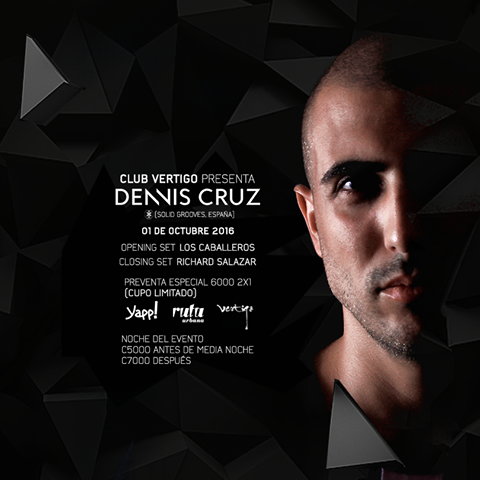 CLUB VERTIGO PRESENTA
DENNIS CRUZ
(SOLID GROOVES, ESPAÑA)
01 DE OCTUBRE 2016
OPENING SET LOS CABALLEROS
CLOSING SET RICHARD SALAZAR
PREVENTA ESPECIAL 6000 2X1
(CUPO LIMITADO)
yapp! ruta urbana vertigo
NOCHE DEL EVENTO
C5000 ANTES DE MEDIA NOCHE
C7000 DESPUÉS